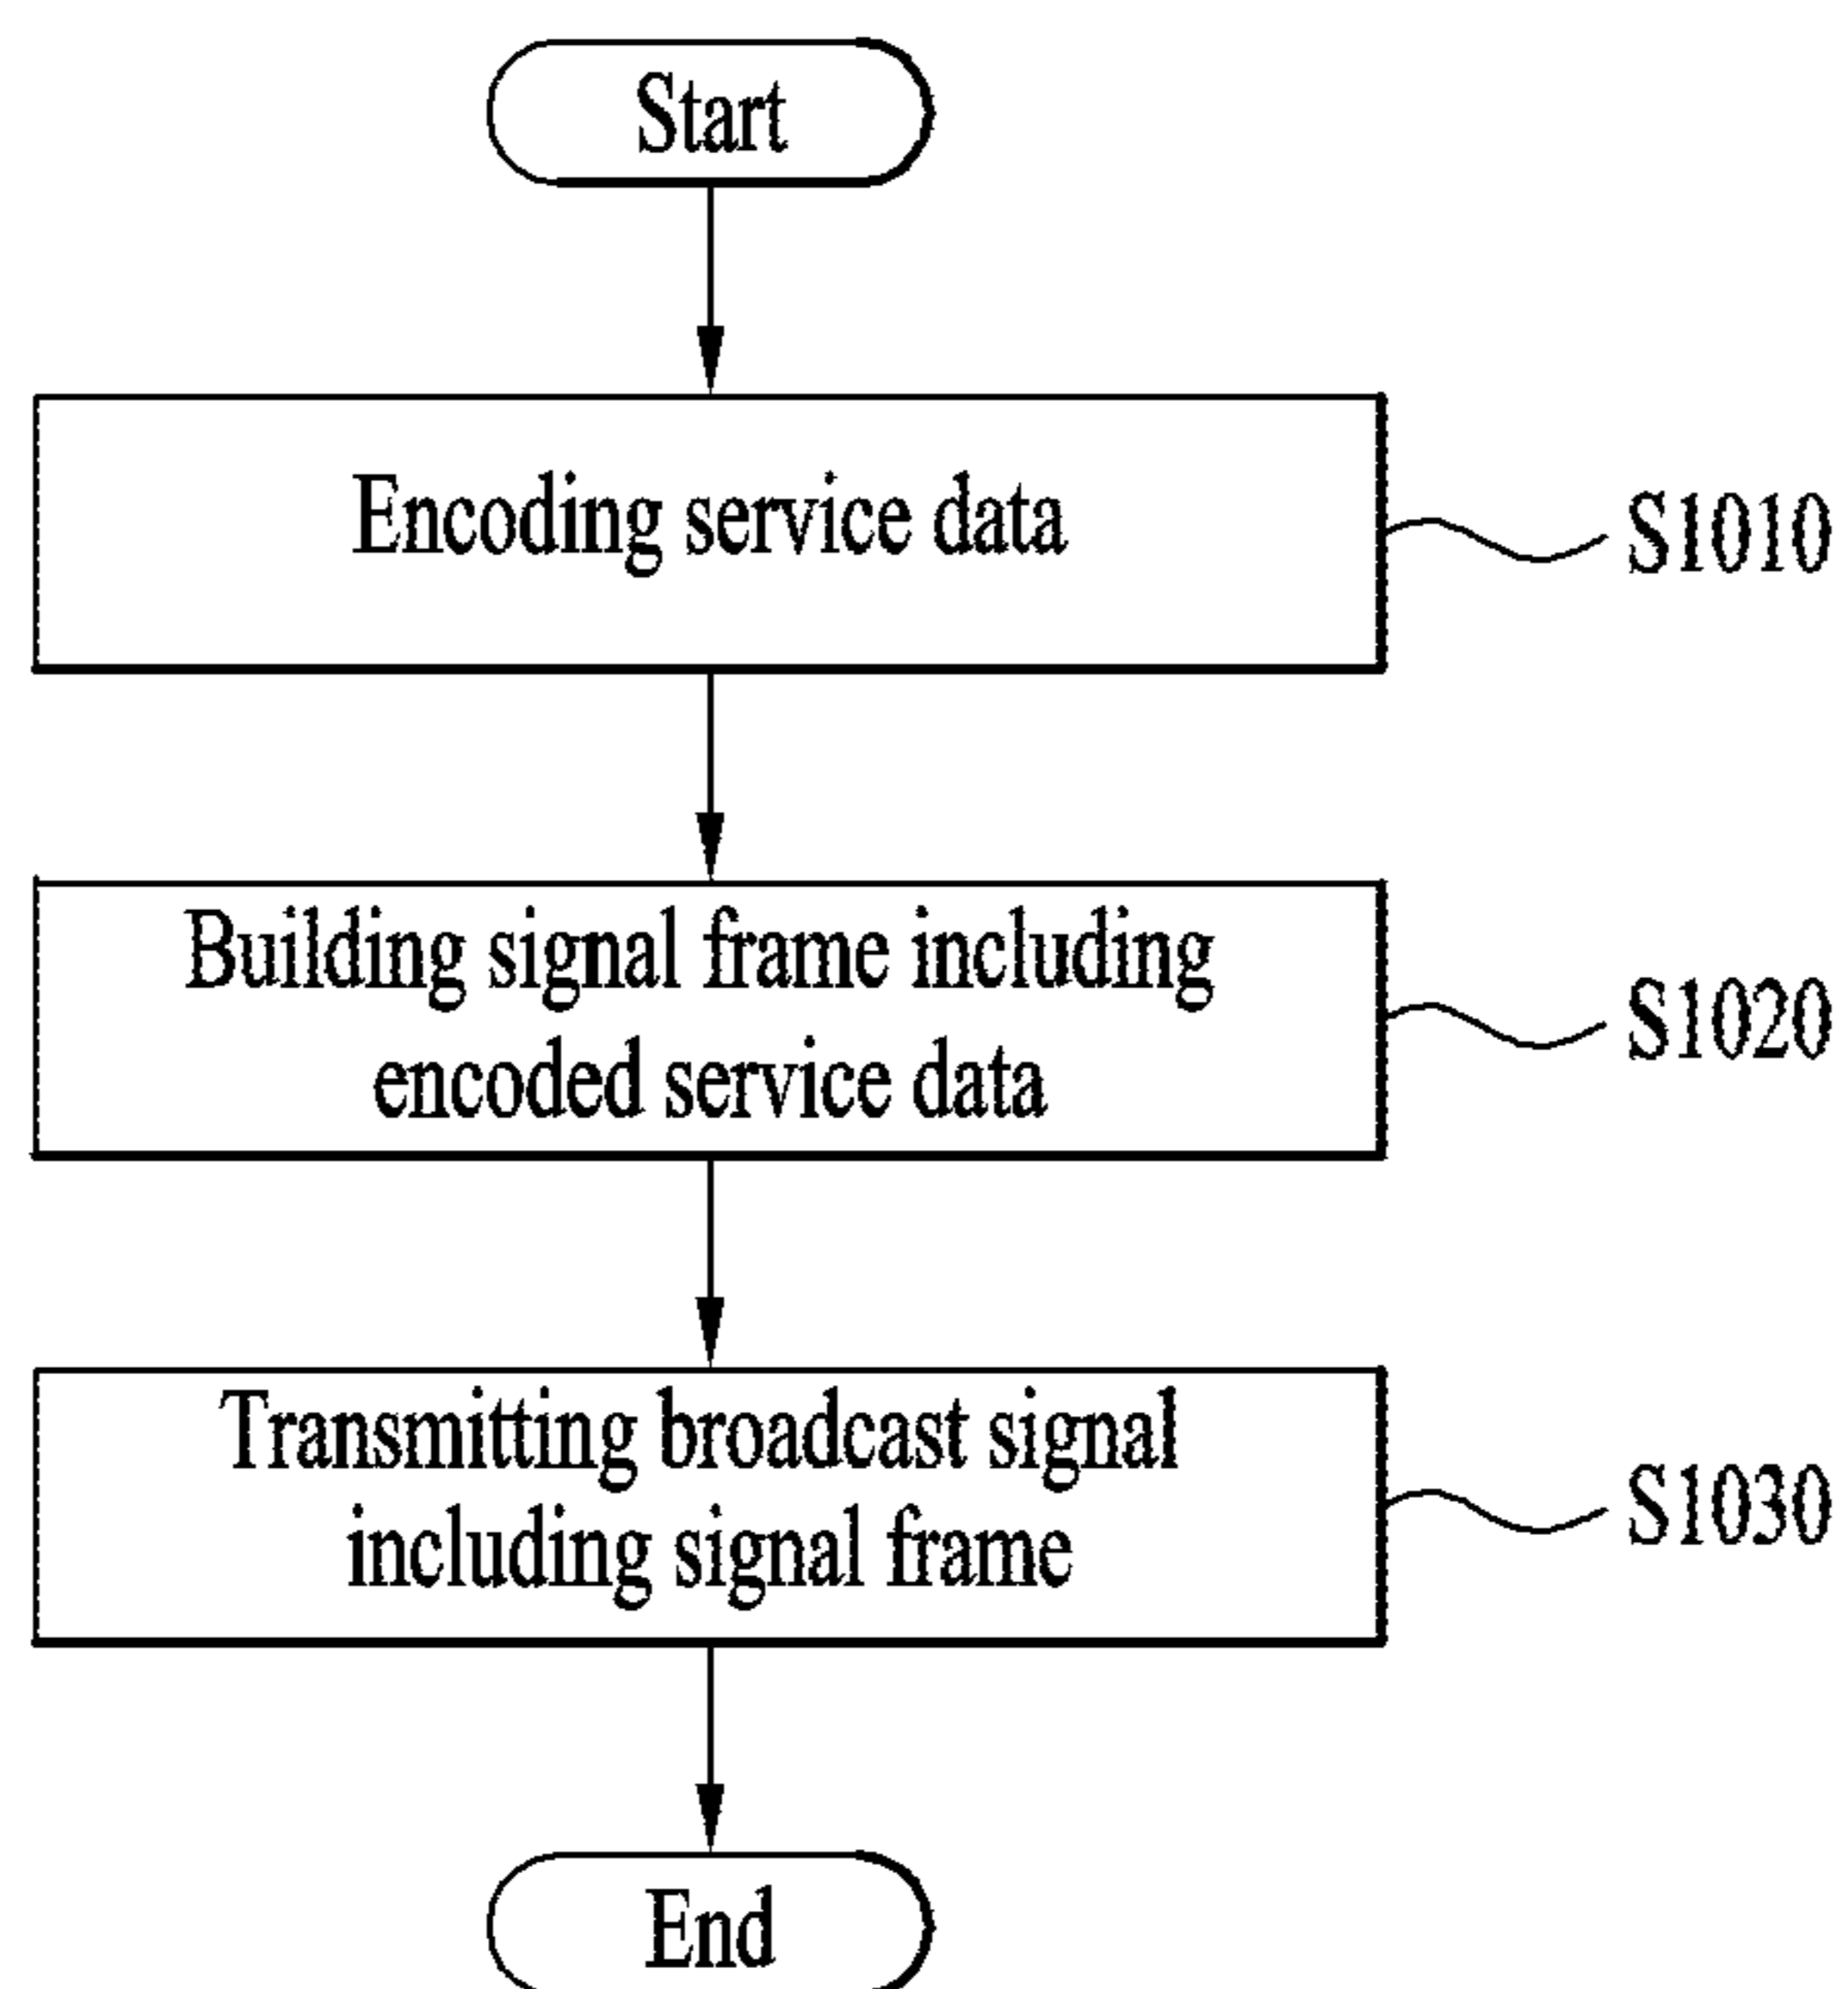 Start
Encoding service data
S1010
Building signal frame including
encoded service data
S1020
Transmitting broadcast signal
including signal frame
S1030
End